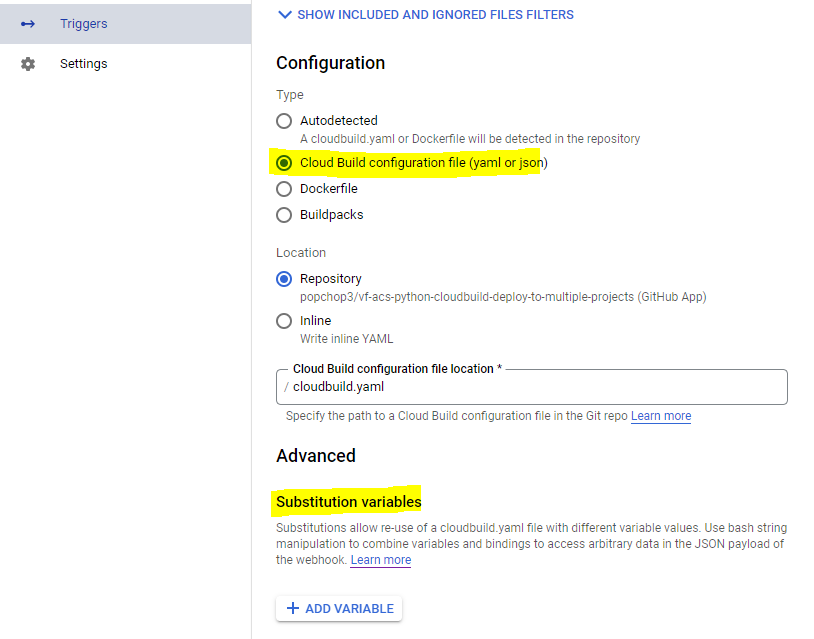 Triggers
Settings
SHOW INCLUDED AND IGNORED FILES FILTERS
Configuration
Type
Autodetected
A cloudbuild.yaml or Dockerfile will be detected in the repository
Cloud Build configuration file (yaml or json)
Dockerfile
Buildpacks
Location
Repository
popchop3/vf-acs-python-cloudbuild-deploy-to-multiple-projects (GitHub App)
Inline
Write inline YAML
Cloud Build configuration file location *
/ cloudbuild.yaml
Specify the path to a Cloud Build configuration file in the Git repo Learn more
Advanced
Substitution variables
Substitutions allow re-use of a cloudbuild.yaml file with different variable values. Use bash string
manipulation to combine variables and bindings to access arbitrary data in the JSON payload of
the webhook. Learn more
+ ADD VARIABLE